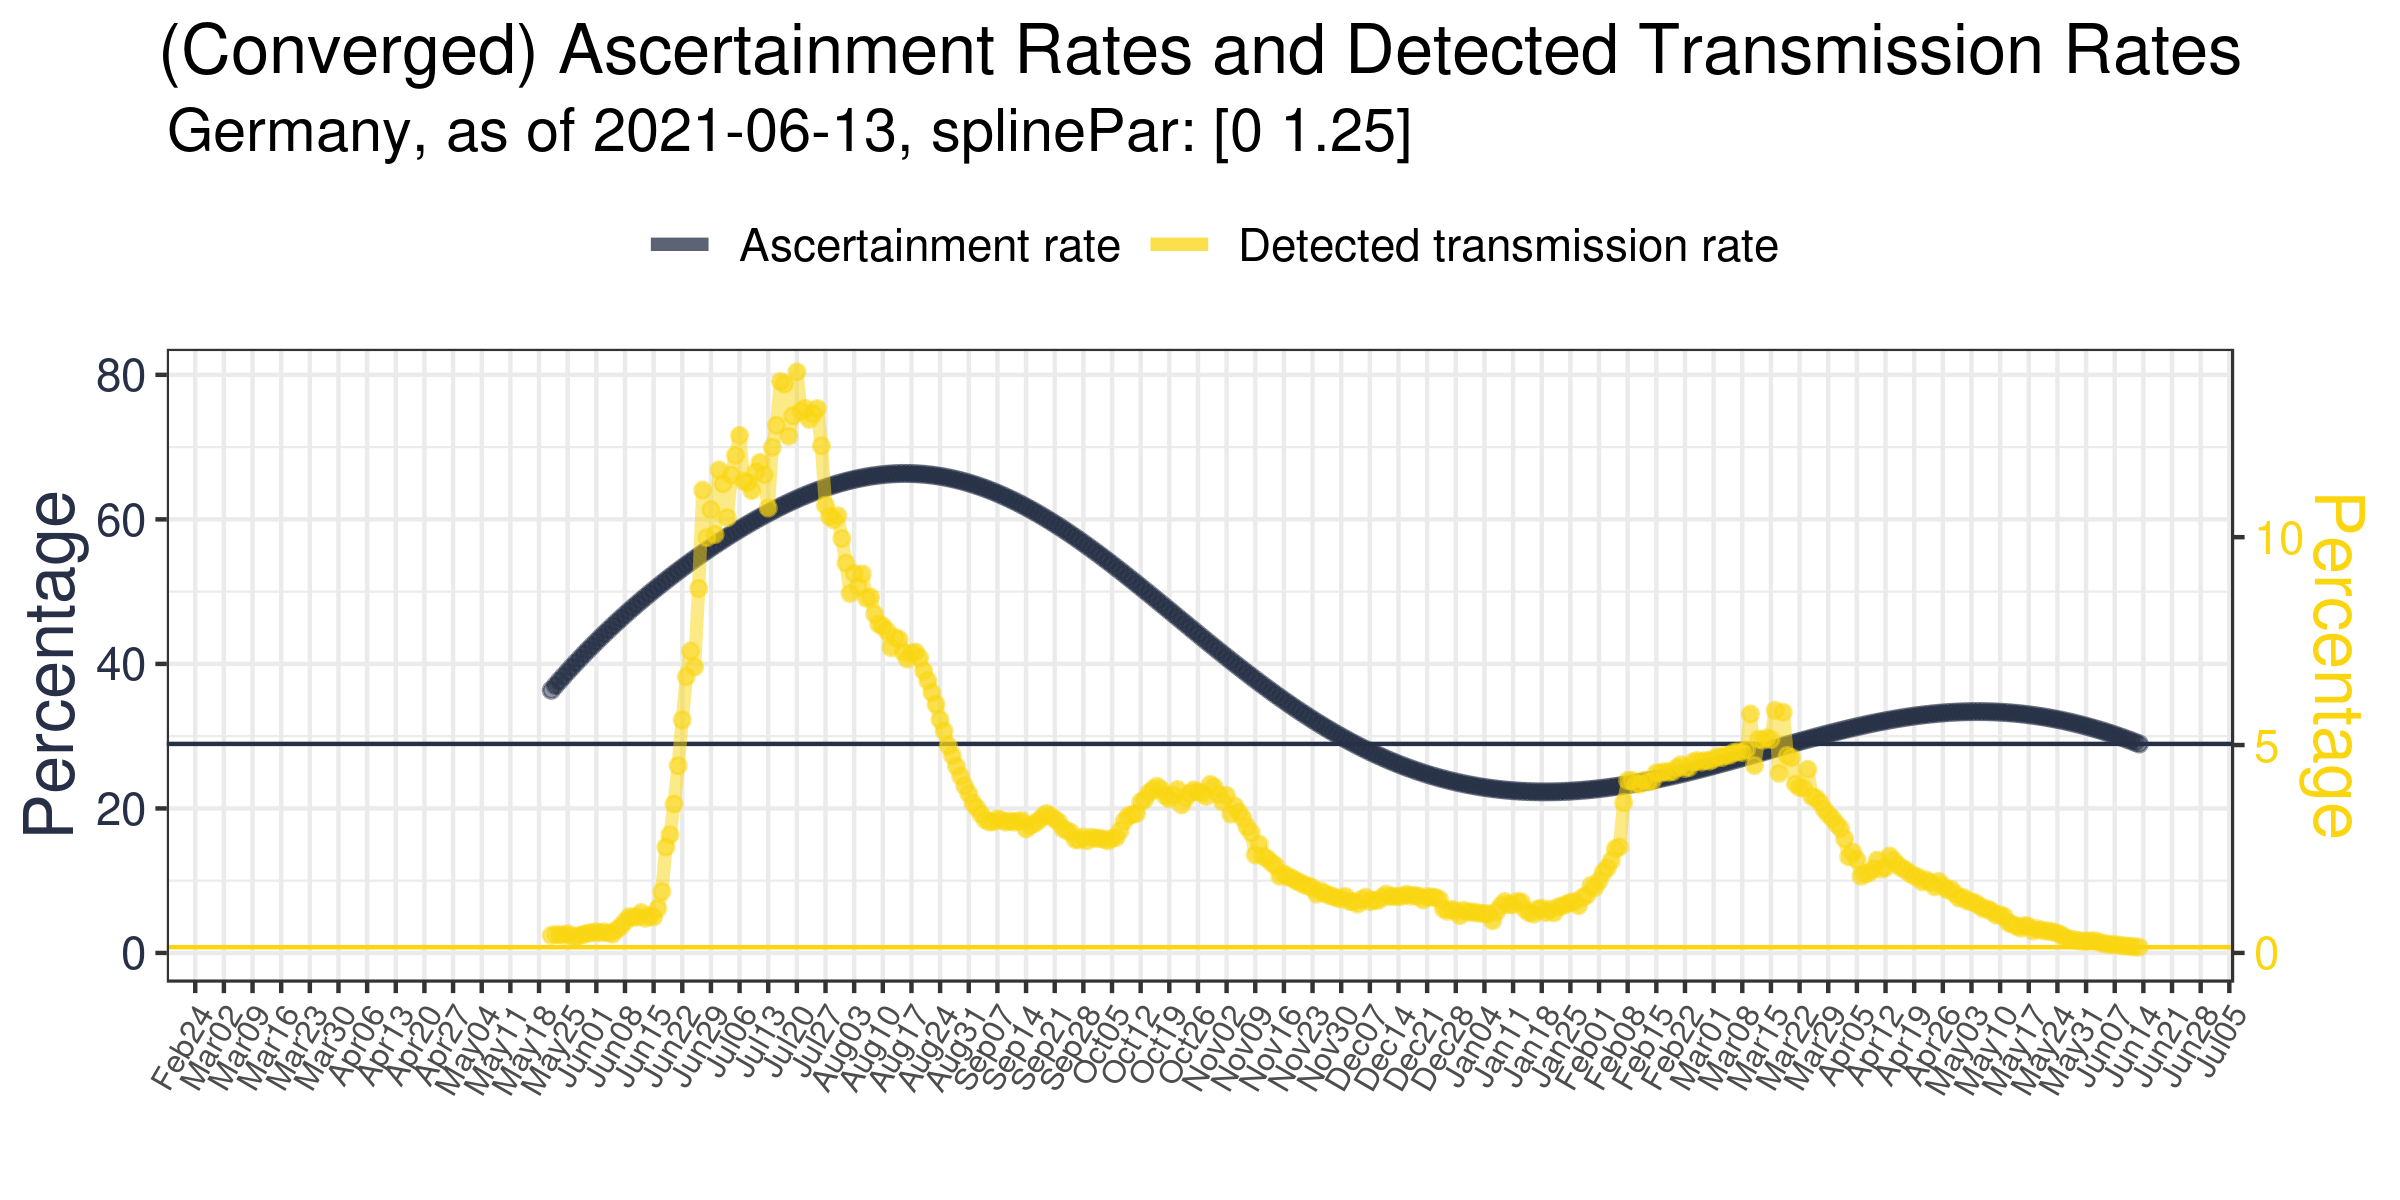 (Converged) Ascertainment Rates and Detected Transmission Rates
Germany, as of 2021-06-13, splinePar: [0 1.25]
Ascertainment rate
Detected transmission rate
Percentage
80
60
40
20
0
10
5
0
Percentage
Feb24
Mar02
Mar09
Mar16
Mar23
Mar30
Apr06
Apr13
Apr20
Apr27
May04
May11
May18
May25
Jun01
Jun08
Jun15
Jun22
Jun29
Jul06
Jul13
Jul20
Jul27
Aug03
Aug10
Aug17
Aug24
Aug31
Sep07
Sep14
Sep21
Sep28
Oct05
Oct12
Oct19
Oct26
Nov02
Nov09
Nov16
Nov23
Nov30
Dec07
Dec14
Dec21
Dec28
Jan04
Jan11
Jan18
Jan25
Feb01
Feb08
Feb15
Feb22
Mar01
Mar08
Mar15
Mar22
Mar29
Apr05
Apr12
Apr19
Apr26
May03
May10
May17
May24
May31
Jun07
Jun14
Jun21
Jun28
Jul05